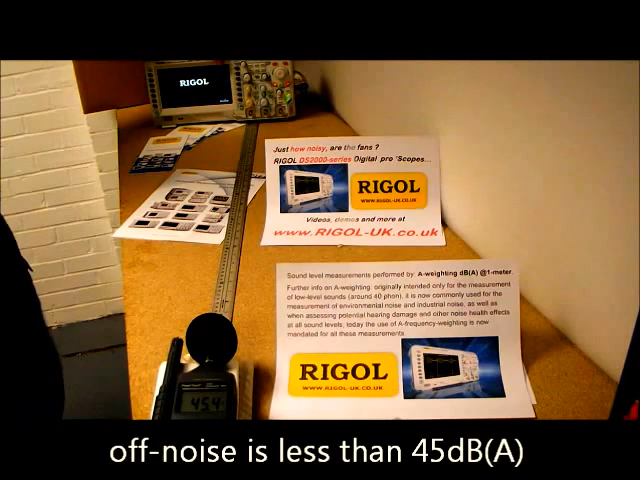 RIGOL
Just how noisy, are the fans ?
RIGOL DS2000-series Digital pro 'Scopes...
RIGOL
WWW.RIGOL-UK.CO.UK
Videos, demos and more at
www.RIGOL-UK.co.uk
Sound level measurements performed by: A-weighting dB(A) @1-meter.
Further info on A-weighting: originally intended only for the measurement
of low-level sounds (around 40 phon), it is now commonly used for the
measurement of environmental noise and industrial noise, as well as
when assessing potential hearing damage and other noise health effects
at all sound levels; today the use of A-frequency-weighting is now
mandated for all these measurements.
RIGOL
WWW.RIGOL-UK.CO.UK
45.4
off-noise is less than 45dB(A)